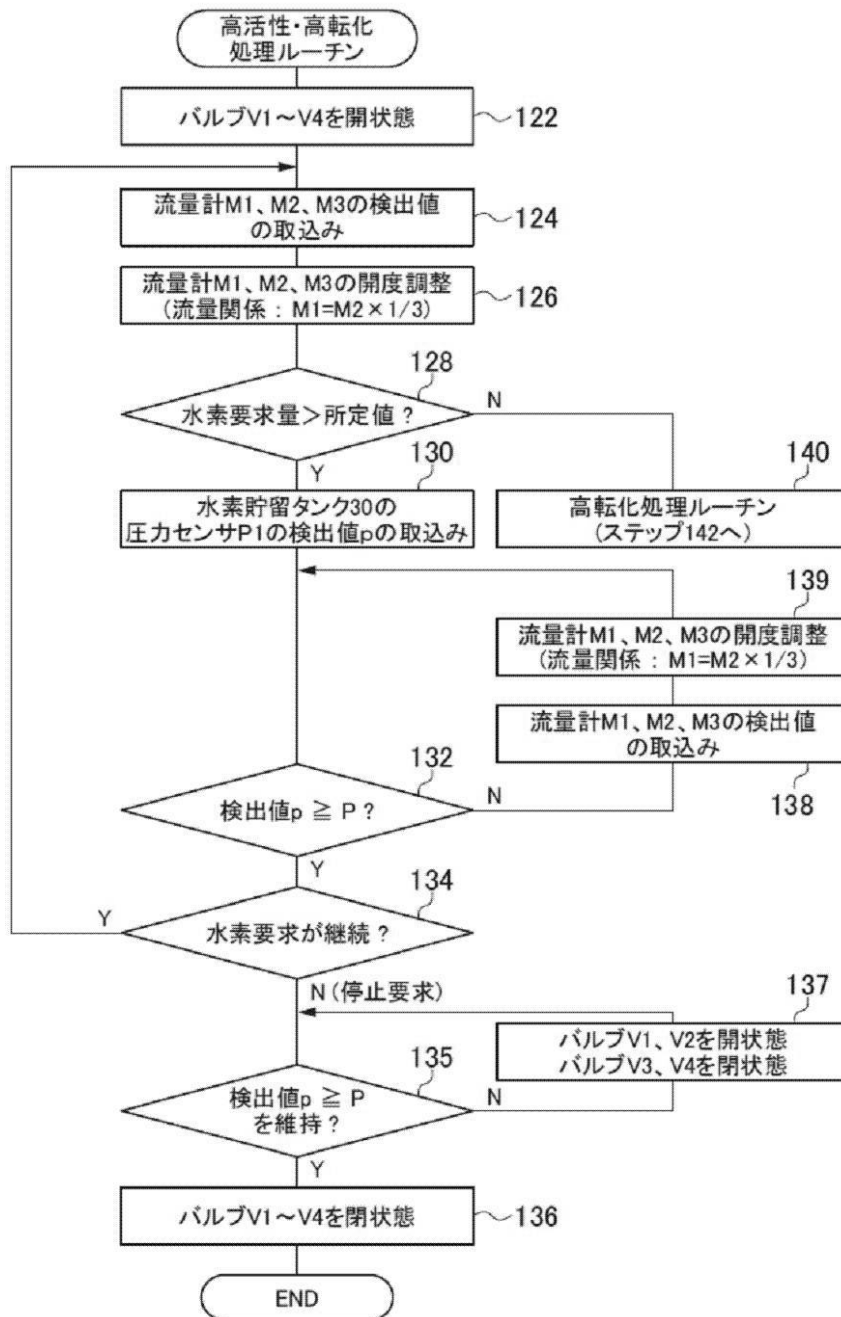 高活性・高転化
処理ルーチン
バルブV1～V4を開状態
122
流量計M1、M2、M3の検出値
の取込み
124
流量計M1、M2、M3の開度調整
(流量関係：M1=M2×1/3)
126
128
水素要求量＞所定値？
N
Y
130
水素貯留タンク30の
圧力センサP1の検出値pの取込み
140
高転化処理ルーチン
(ステップ142へ)
139
流量計M1、M2、M3の開度調整
(流量関係：M1=M2×1/3)
流量計M1、M2、M3の検出値
の取込み
138
132
検出値p ≧ P？
N
Y
134
水素要求が継続？
Y
N (停止要求)
137
バルブV1、V2を開状態
バルブV3、V4を閉状態
135
検出値p ≧ P
を維持？
N
Y
バルブV1～V4を閉状態
136
END